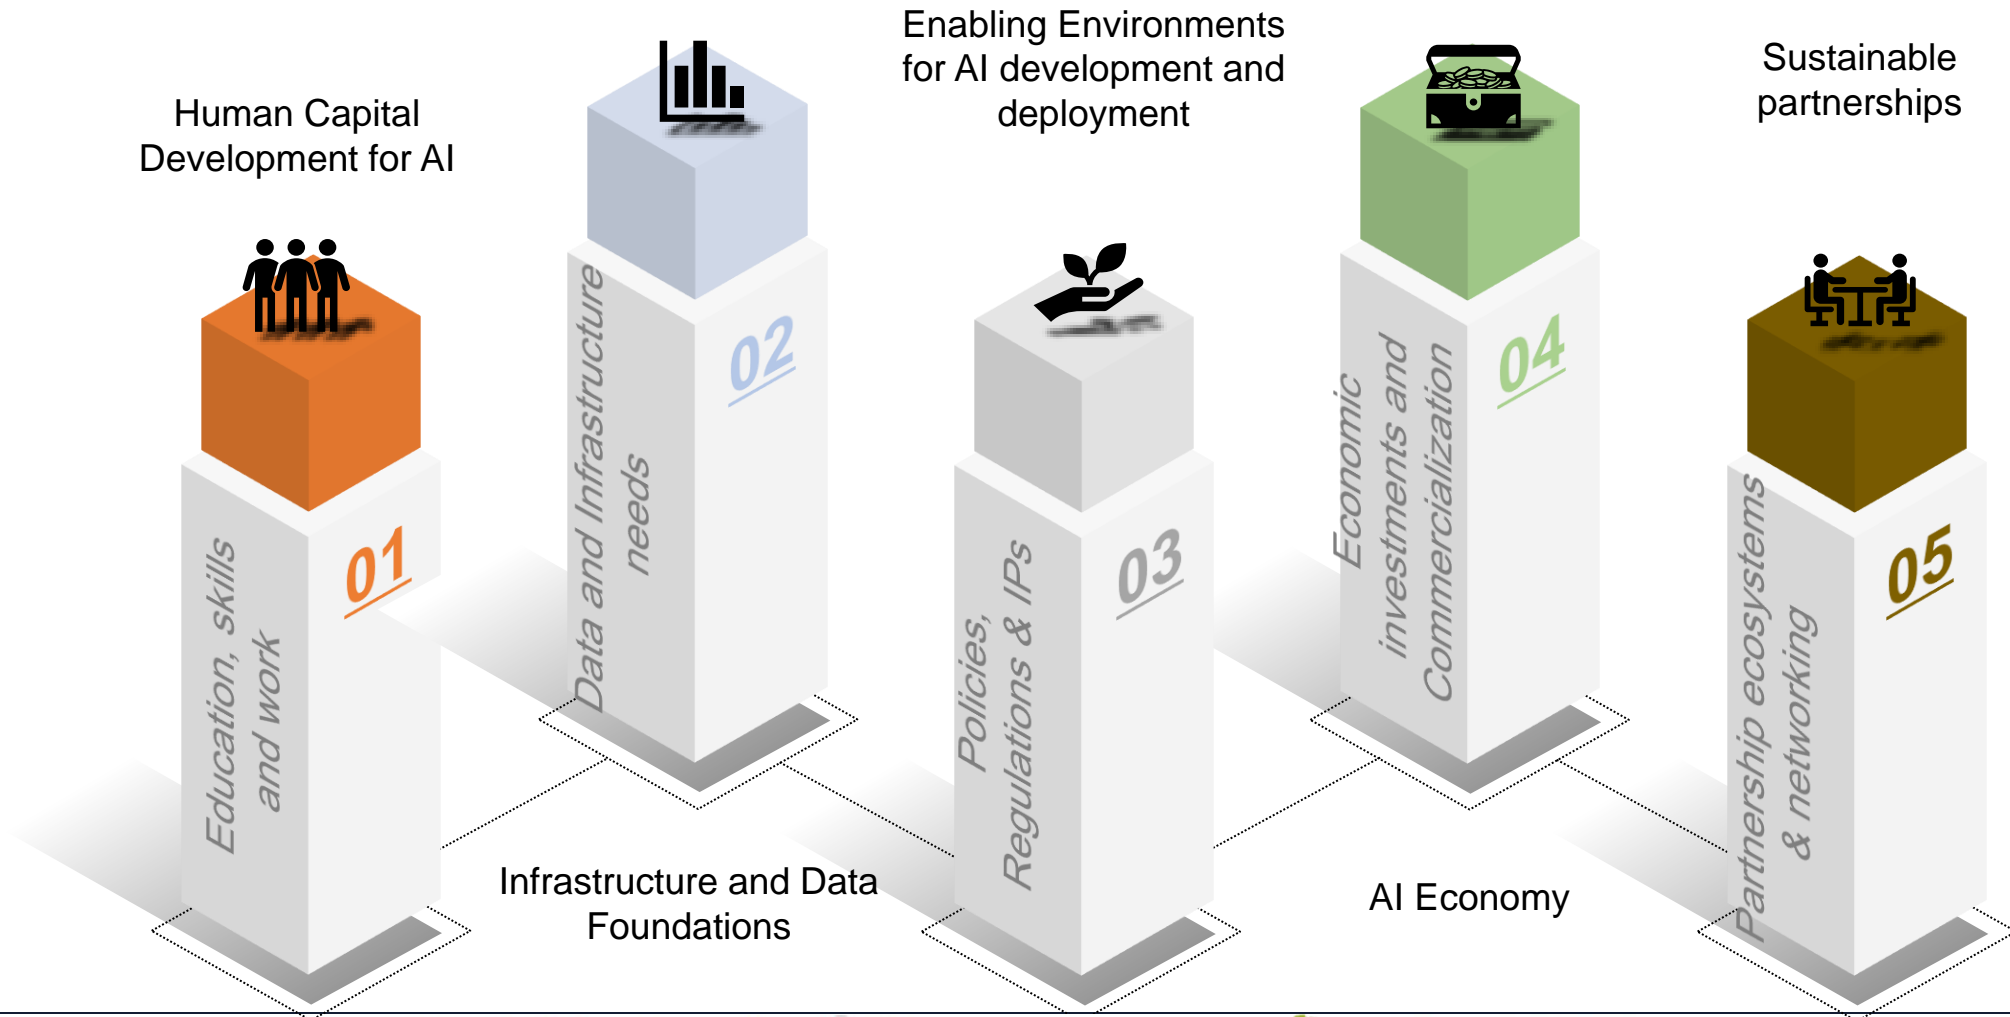 Human Capital
Development for AI
Education, skills
and work
01
Data and Infrastructure
needs
02
Infrastructure and Data
Foundations
Enabling Environments
for AI development and
deployment
Policies,
Regulations & IPs
03
Economic
investments and
Commercialization
04
AI Economy
Sustainable
partnerships
Partnership ecosystems
& networking
05